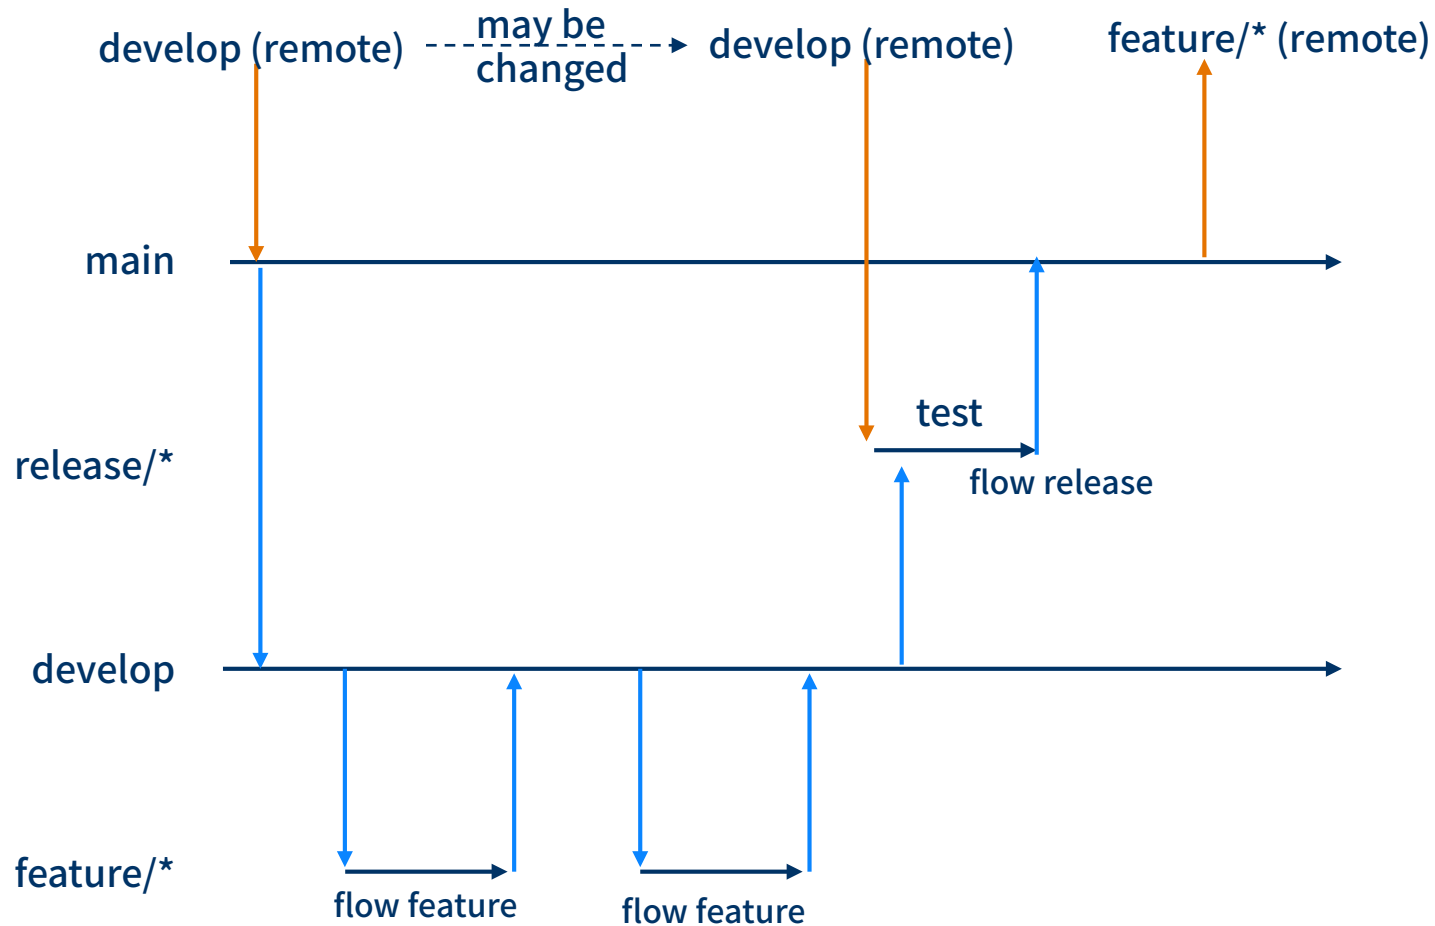 develop (remote)
may be
changed
develop (remote)
feature/* (remote)
main
test
release/*
flow release
develop
feature/*
flow feature
flow feature